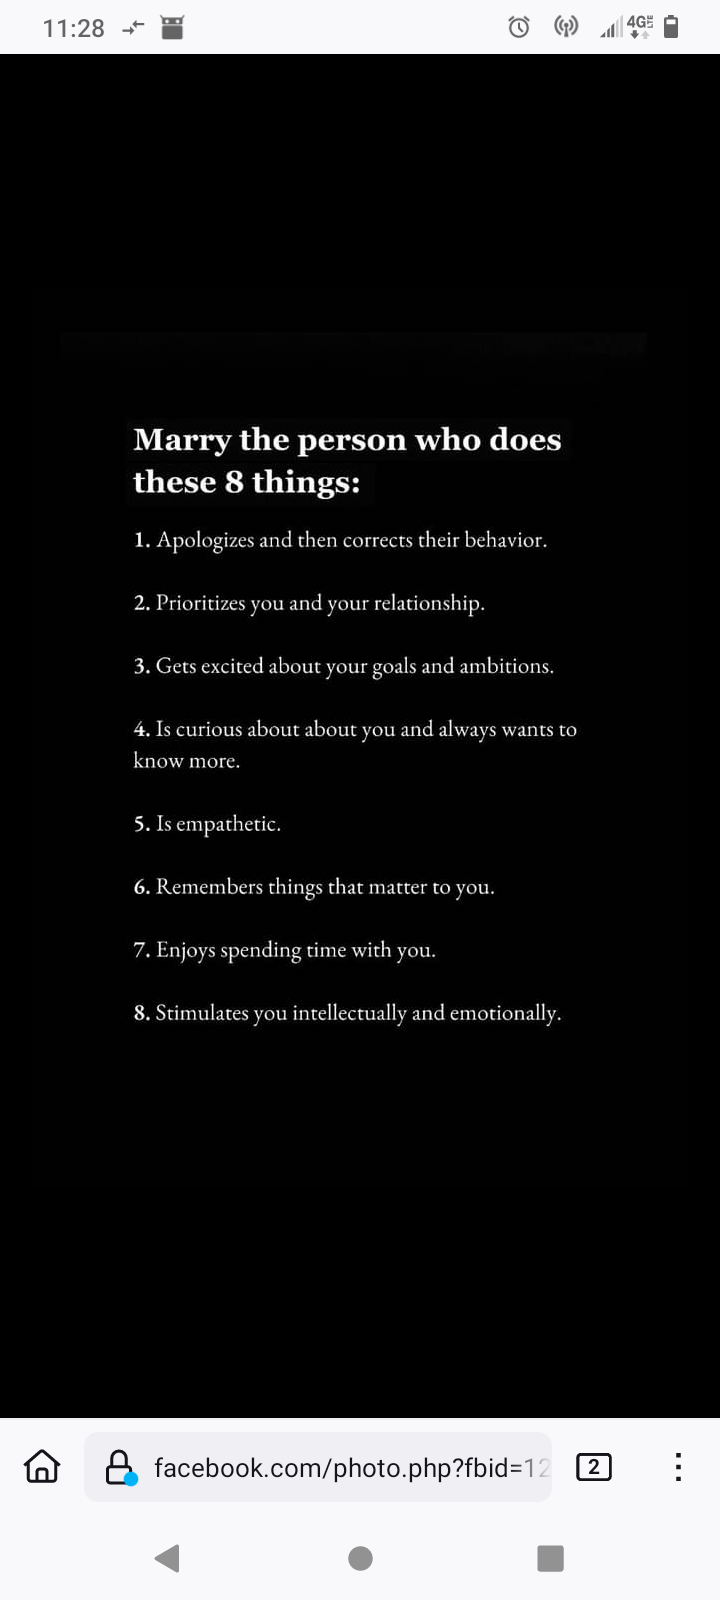 11:28
4GE LTE
Marry the person who does
these 8 things:
1. Apologizes and then corrects their behavior.
2. Prioritizes you and your relationship.
3. Gets excited about your goals and ambitions.
4. Is curious about about you and always wants to
know more.
5. Is empathetic.
6. Remembers things that matter to you.
7. Enjoys spending time with you.
8. Stimulates you intellectually and emotionally.
facebook.com/photo.php?fbid=12
2